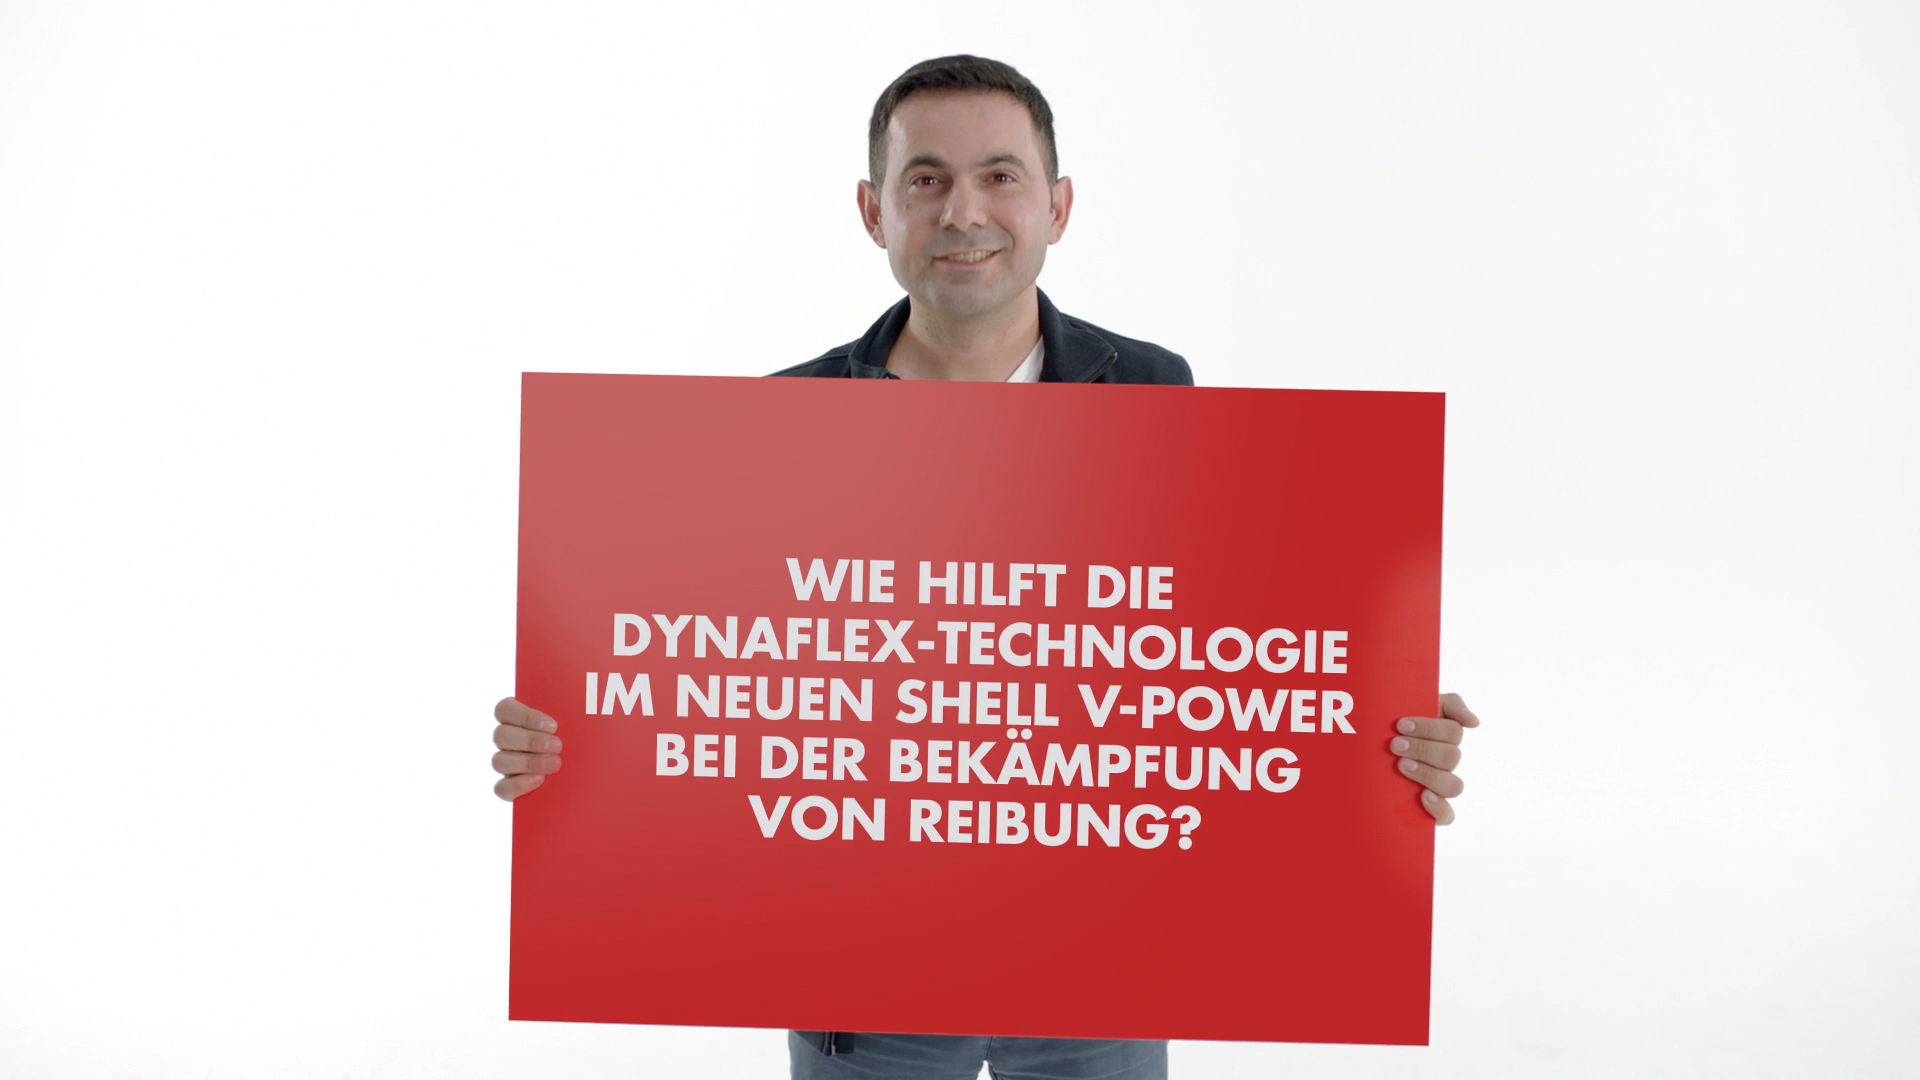 WIE HILFT DIE
DYNAFLEX-TECHNOLOGIE
IM NEUEN SHELL V-POWER
BEI DER BEKÄMPFUNG
VON REIBUNG?